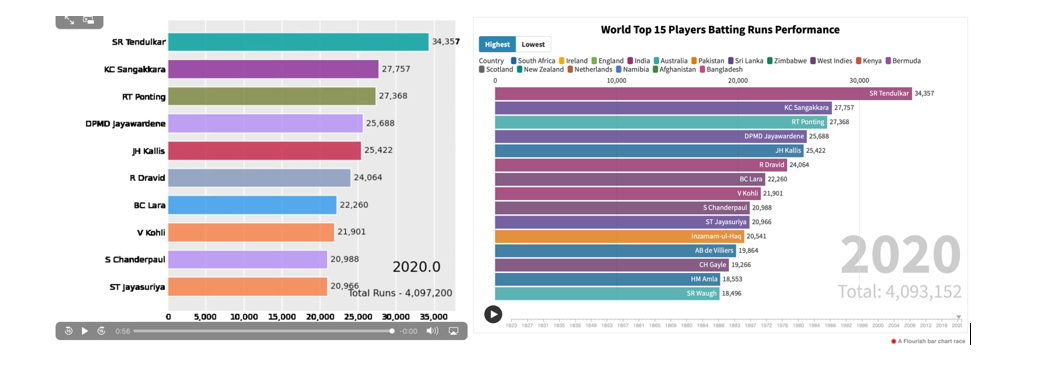 SR Tendulkar 34,357
KC Sangakkara 27,757
RT Ponting 27,368
DPMD Jayawardene 25,688
JH Kallis 25,422
R Dravid 24,064
BC Lara 22,260
V Kohli 21,901
S Chanderpaul 20,988
ST Jayasuriya 20,966
2020.0
Total Runs - 4,097,200
0 5,000 10,000 15,000 20,000 25,000 30,000 35,000
0:56 -0:00
World Top 15 Players Batting Runs Performance
Highest Lowest
Country South Africa Ireland England India Australia Pakistan Sri Lanka Zimbabwe West Indies Kenya Bermuda
Scotland New Zealand Netherlands Namibia Afghanistan Bangladesh
0 10,000 20,000 30,000
SR Tendulkar 34,357
KC Sangakkara 27,757
RT Ponting 27,368
DPMD Jayawardene 25,688
JH Kallis 25,422
R Dravid 24,064
BC Lara 22,260
V Kohli 21,901
S Chanderpaul 20,988
ST Jayasuriya 20,966
Inzamam-ul-Haq 20,541
AB de Villiers 19,864
CH Gayle 19,266
HM Amla 18,553
SR Waugh 18,496
2020
Total: 4,093,152
A Flourish bar chart race